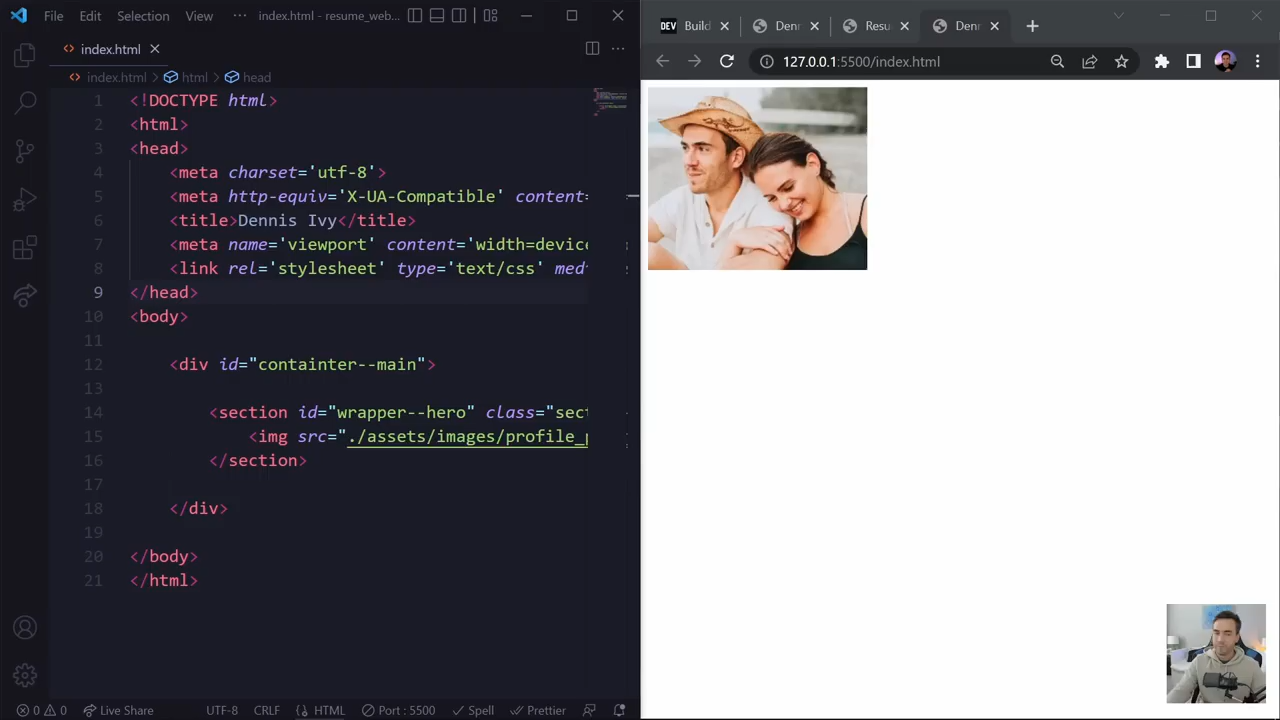 File Edit Selection View ··· index.html - resume_web...
index.html
index.html > html > head
1 <!DOCTYPE html>
2 <html>
3 <head>
4 <meta charset='utf-8'>
5 <meta http-equiv='X-UA-Compatible' content=
6 <title>Dennis Ivy</title>
7 <meta name='viewport' content='width=device
8 <link rel='stylesheet' type='text/css' med
9 </head>
10 <body>
11
12 <div id="containter--main">
13
14 <section id="wrapper--hero" class="sect
15 <img src="./assets/images/profile_p
16 </section>
17
18 </div>
19
20 </body>
21 </html>
0 0 Live Share UTF-8 CRLF HTML Port : 5500 Spell Prettier
DEV Build Denn Resu Denn
127.0.0.1:5500/index.html